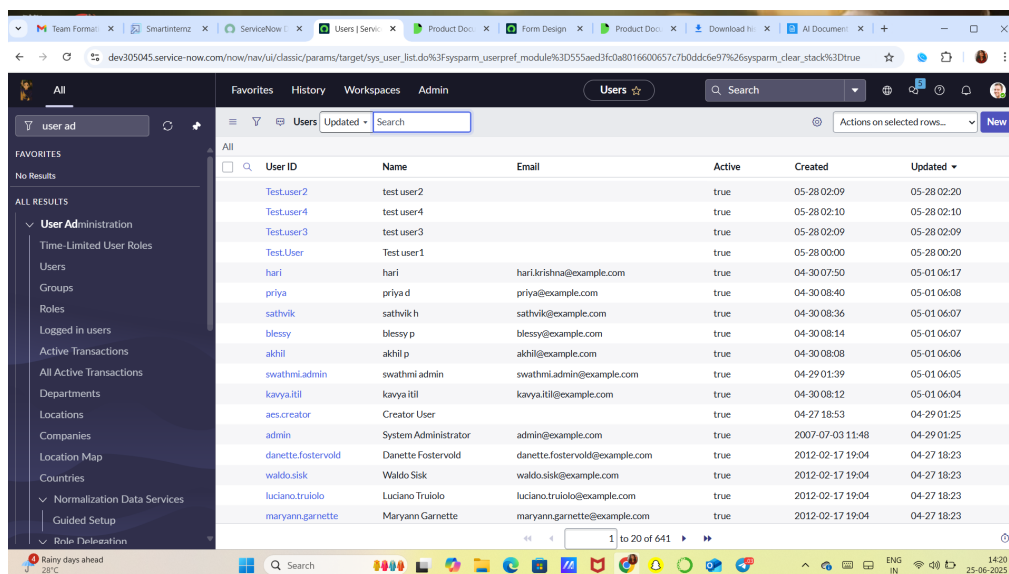 Team Format
Smartinternz
ServiceNow D
Users | Servic
Product Docu
Form Design
Product Docu
Download hi
AI Document
dev305045.service-now.com/now/nav/ui/classic/params/target/sys_user_list.do%3Fsysparm_userpref_module%3D555aed3fc0a8016600657c7b0ddc6e97%26sysparm_clear_stack%3Dtrue
All
Favorites History Workspaces Admin
Users
Search
5
user ad
FAVORITES
No Results
ALL RESULTS
User Administration
Time-Limited User Roles
Users
Groups
Roles
Logged in users
Active Transactions
All Active Transactions
Departments
Locations
Companies
Location Map
Countries
Normalization Data Services
Guided Setup
Role Delegation
Users Updated Search
Actions on selected rows... New
All
User ID Name Email Active Created Updated
Test.user2 test user2 true 05-28 02:09 05-28 02:20
Test.user4 test user4 true 05-28 02:10 05-28 02:10
Test.user3 test user3 true 05-28 02:09 05-28 02:09
Test.User Test user1 true 05-28 00:00 05-28 00:20
hari hari hari.krishna@example.com true 04-30 07:50 05-01 06:17
priya priya d priya@example.com true 04-30 08:40 05-01 06:08
sathvik sathvik h sathvik@example.com true 04-30 08:36 05-01 06:07
blessy blessy p blessy@example.com true 04-30 08:14 05-01 06:07
akhil akhil p akhil@example.com true 04-30 08:08 05-01 06:06
swathmi.admin swathmi admin swathmi.admin@example.com true 04-29 01:39 05-01 06:05
kavya.itil kavya itil kavya.itil@example.com true 04-30 08:12 05-01 06:04
aes.creator Creator User true 04-27 18:53 04-29 01:25
admin System Administrator admin@example.com true 2007-07-03 11:48 04-29 01:25
danette.fostervold Danette Fostervold danette.fostervold@example.com true 2012-02-17 19:04 04-27 18:23
waldo.sisk Waldo Sisk waldo.sisk@example.com true 2012-02-17 19:04 04-27 18:23
luciano.truiolo Luciano Truiolo luciano.truiolo@example.com true 2012-02-17 19:04 04-27 18:23
maryann.garnette Maryann Garnette maryann.garnette@example.com true 2012-02-17 19:04 04-27 18:23
1 to 20 of 641
4
Rainy days ahead
28°C
Search
ENG
IN
14:20
25-06-2025